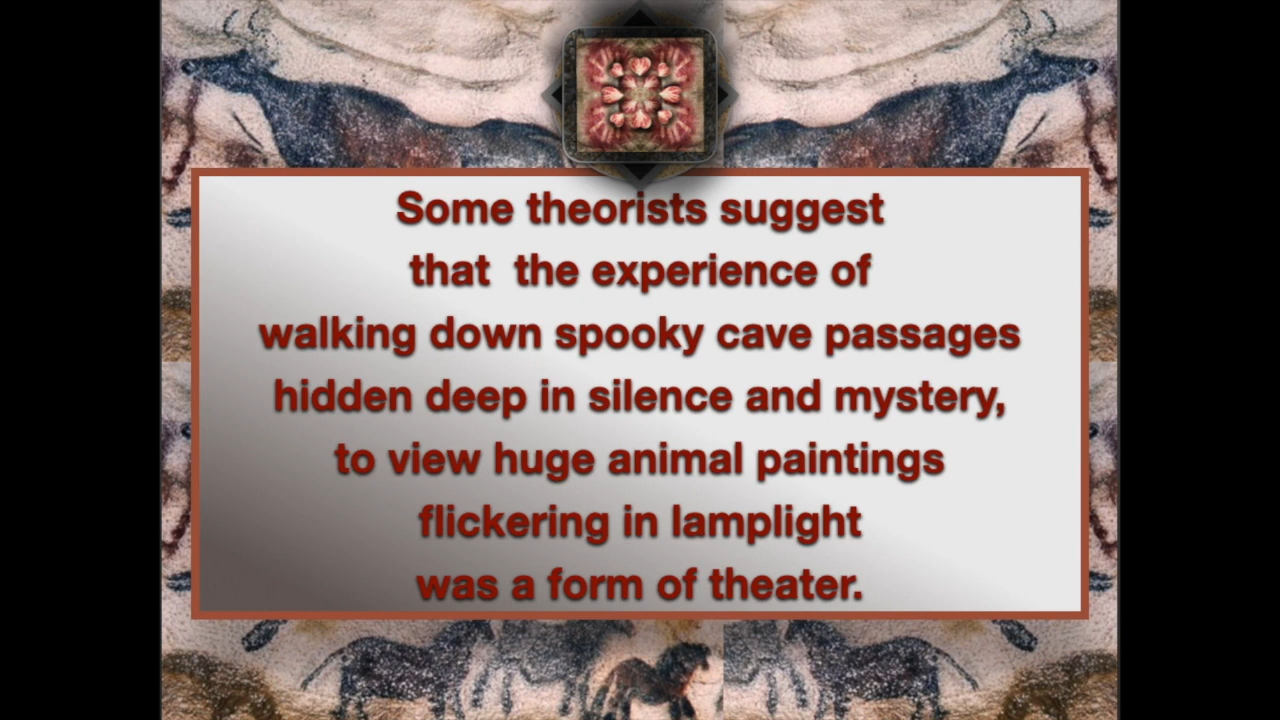 Some theorists suggest
that  the experience of
walking down spooky cave passages
hidden deep in silence and mystery,
to view huge animal paintings
flickering in lamplight
was a form of theater.